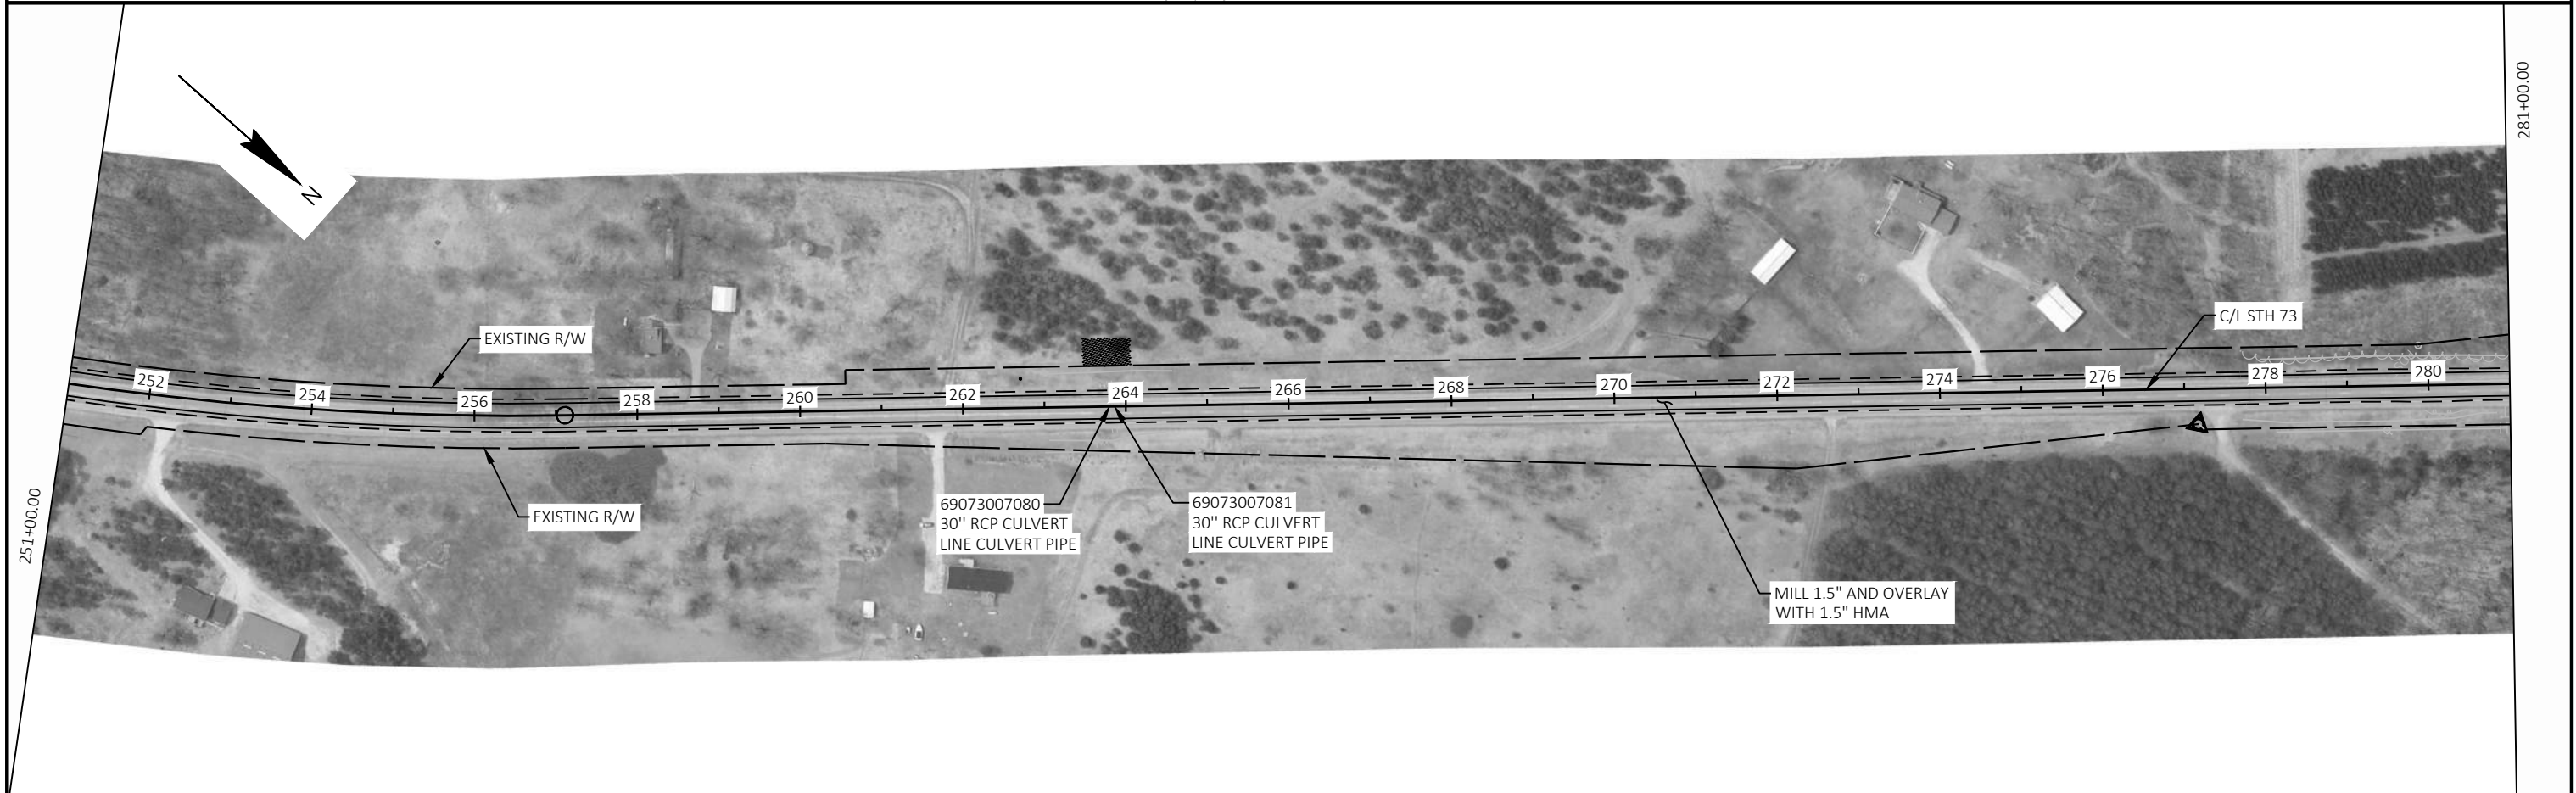 281+00.00
N
C/L STH 73
EXISTING R/W
252
254
256
258
260
262
264
266
268
270
272
274
276
278
280
251+00.00
EXISTING R/W
69073007080
30" RCP CULVERT
LINE CULVERT PIPE
69073007081
30" RCP CULVERT
LINE CULVERT PIPE
MILL 1.5" AND OVERLAY
WITH 1.5" HMA